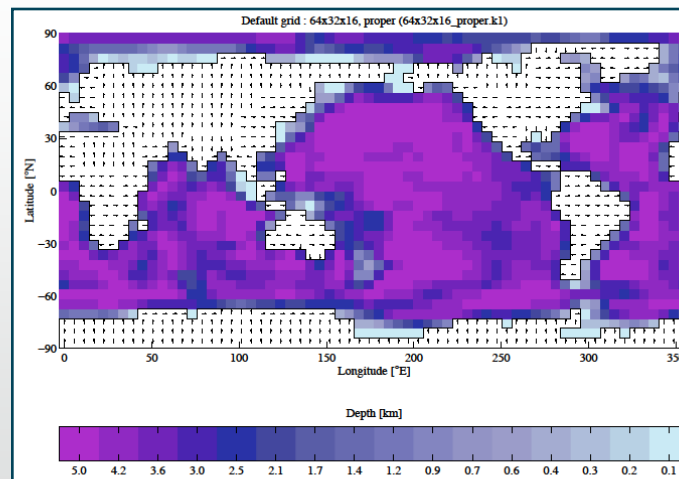 Default grid : 64x32x16, proper (64x32x16_proper.k1)
90
60
30
0
−30
−60
−90
Latitude [°N]
0 50 100 150 200 250 300 35
Longitude [°E]
Depth [km]
5.0 4.2 3.6 3.0 2.5 2.1 1.7 1.4 1.2 0.9 0.7 0.6 0.4 0.3 0.2 0.1